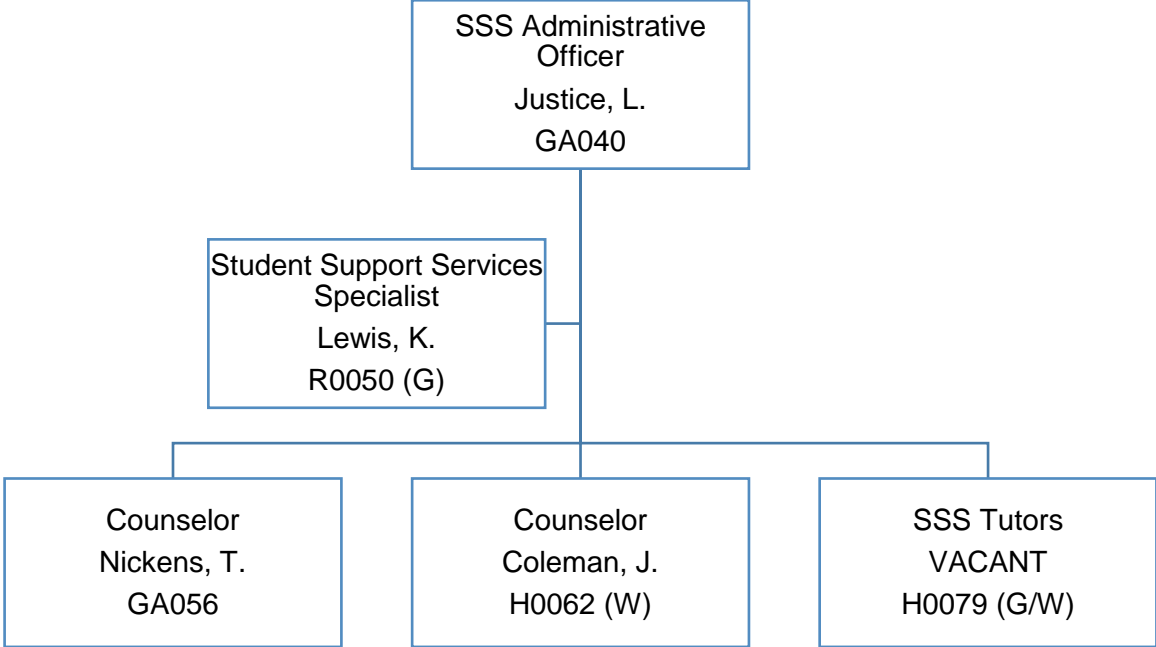 SSS Administrative
Officer
Justice, L.
GA040
Student Support Services
Specialist
Lewis, K.
R0050 (G)
Counselor
Nickens, T.
GA056
Counselor
Coleman, J.
H0062 (W)
SSS Tutors
VACANT
H0079 (G/W)